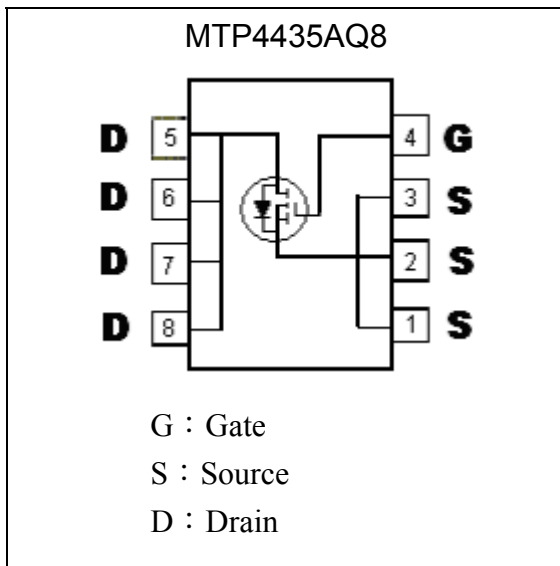 MTP4435AQ8
D 5 4 G
D 6 3 S
D 7 2 S
D 8 1 S
G：Gate
S：Source
D：Drain